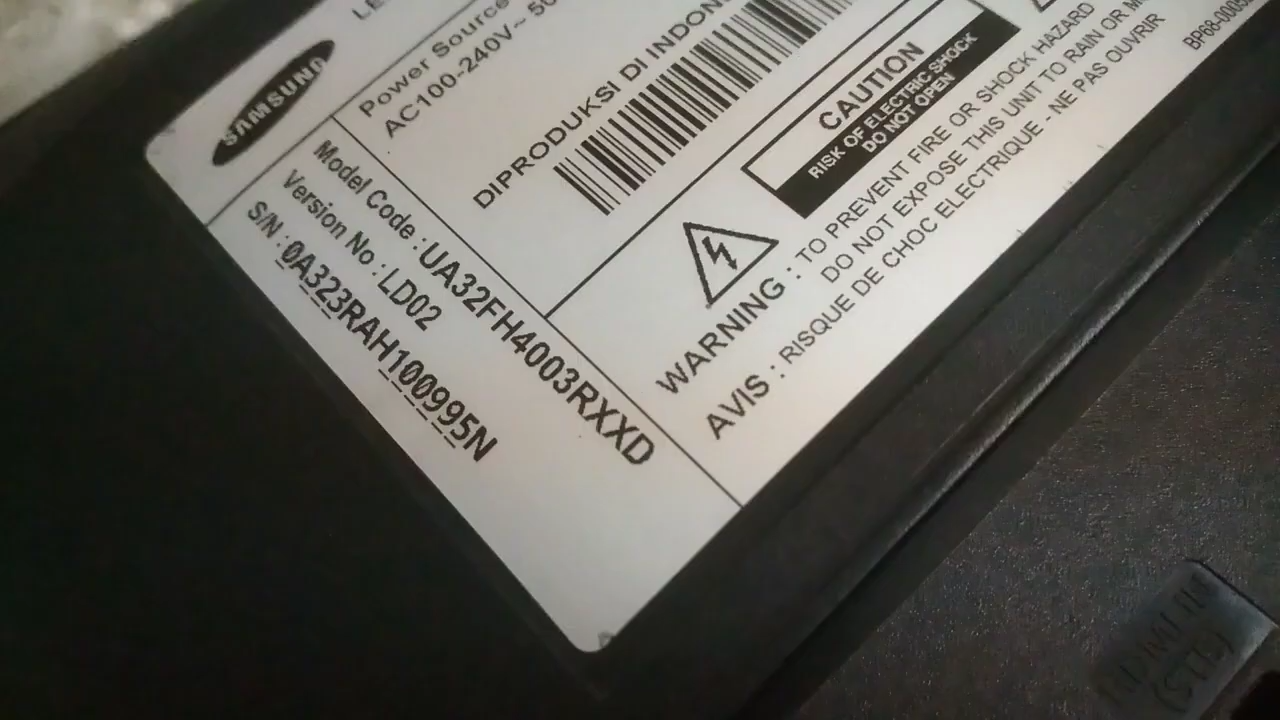 SAMSUNG
LE
Power Source
AC100-240V~ 50
DIPRODUKSI DI INDON
Model Code : UA32FH4003RXXD
Version No : LD02
S/N : 0A323RAH100995N
CAUTION
RISK OF ELECTRIC SHOCK
DO NOT OPEN
WARNING : TO PREVENT FIRE OR SHOCK HAZARD
DO NOT EXPOSE THIS UNIT TO RAIN OR M
AVIS : RISQUE DE CHOC ELECTRIQUE - NE PAS OUVRIR
(STB)